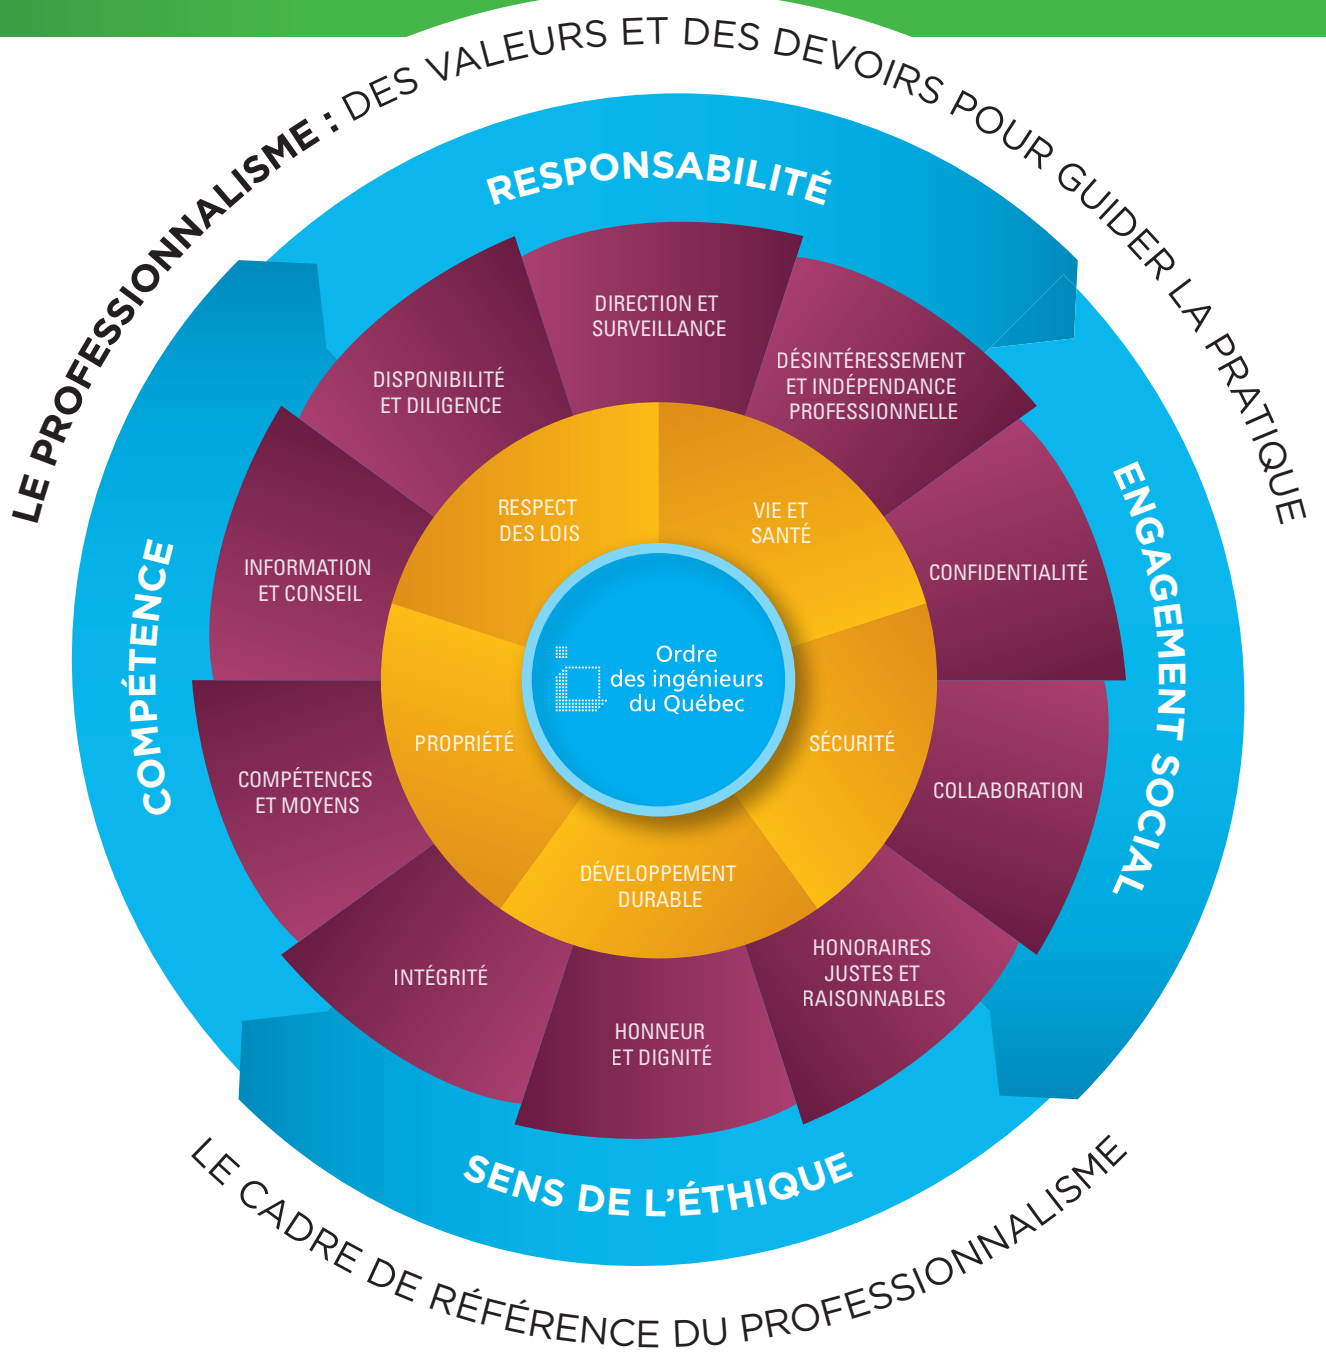 LE PROFESSIONNALISME : DES VALEURS ET DES DEVOIRS POUR GUIDER LA PRATIQUE
RESPONSABILITÉ
ENGAGEMENT SOCIAL
SENS DE L’ÉTHIQUE
COMPÉTENCE
DIRECTION ET
SURVEILLANCE
DÉSINTÉRESSEMENT
ET INDÉPENDANCE
PROFESSIONNELLE
CONFIDENTIALITÉ
COLLABORATION
HONORAIRES
JUSTES ET
RAISONNABLES
HONNEUR
ET DIGNITÉ
INTÉGRITÉ
COMPÉTENCES
ET MOYENS
INFORMATION
ET CONSEIL
DISPONIBILITÉ
ET DILIGENCE
VIE ET
SANTÉ
SÉCURITÉ
DÉVELOPPEMENT
DURABLE
PROPRIÉTÉ
RESPECT
DES LOIS
Ordre
des ingénieurs
du Québec
LE CADRE DE RÉFÉRENCE DU PROFESSIONNALISME